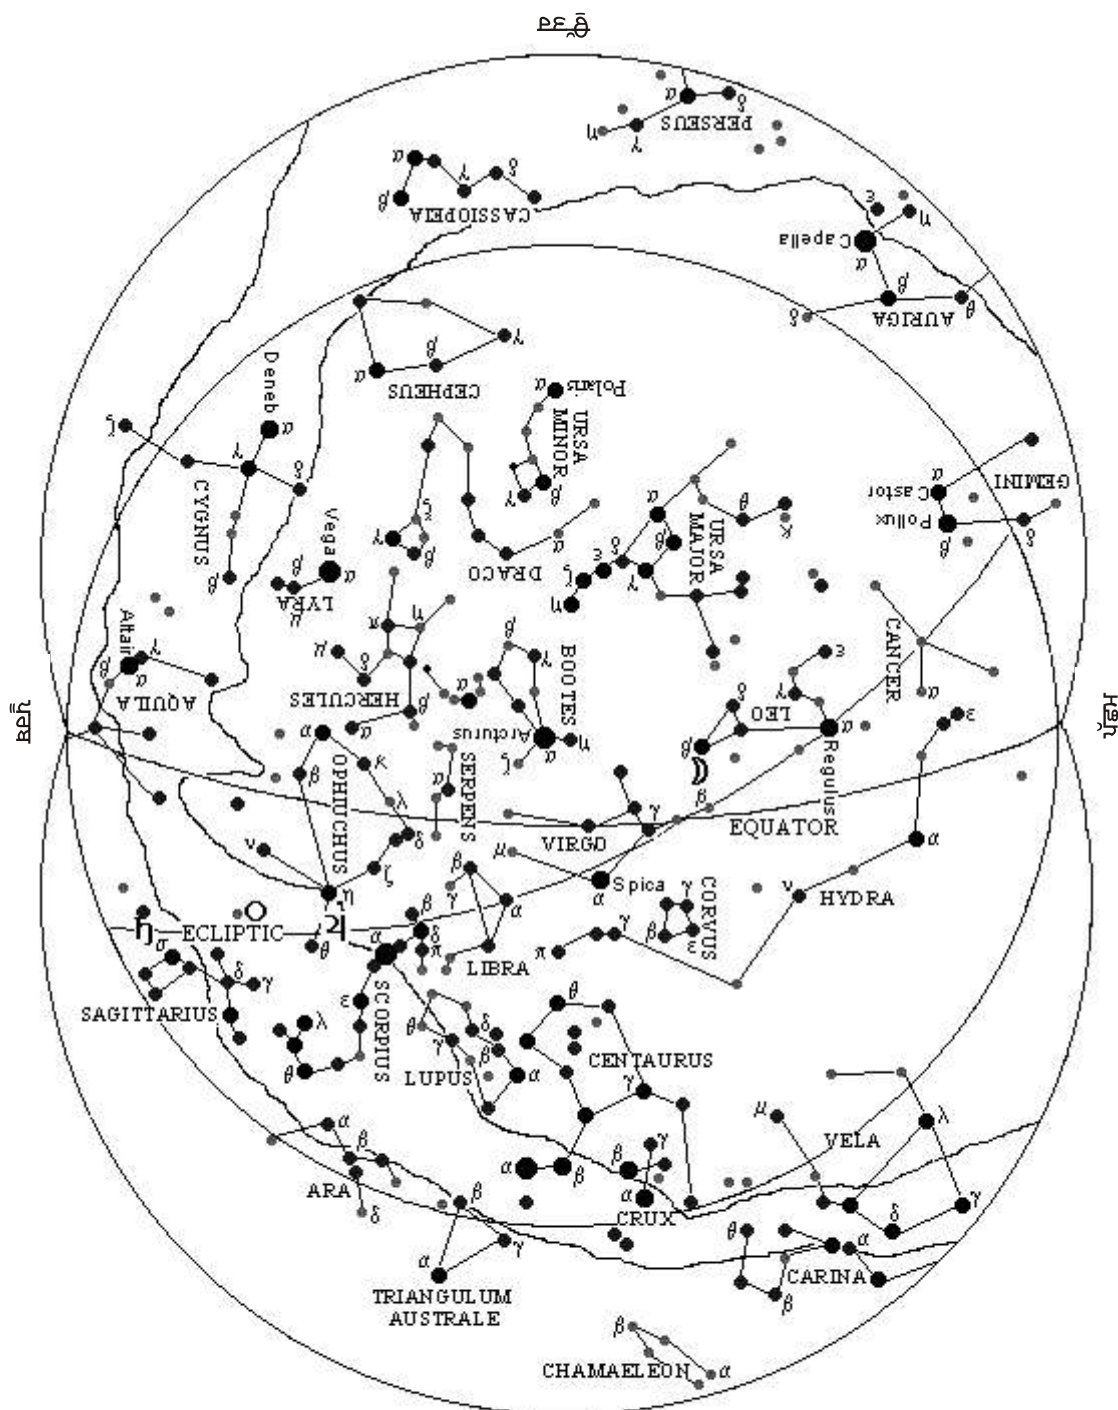 α
δ
PERSEUS
η
γ
α
γ
δ
β
CASSIOPEIA
ε
η
Capella
α
β
θ
δ
AURIGA
γ
β
α
CEPHEUS
Deneb
α
ζ
γ
δ
CYGNUS
β
α
Polaris
URSA
MINOR
β
γ
GEMINI
α
Castor
Pollux
β
δ
Vega
α
β
LYRA
μ
ζ
γ
β
α
DRACO
α
θ
κ
URSA
MAJOR
β
ε
δ
γ
ζ
η
Altair
β
γ
α
AQUILA
π
η
μ
δ
HERCULES
β
α
α
β
γ
BOOTES
Arcturus
α
η
ζ
CANCER
α
ε
γ
δ
LEO
α
β
Regulus
ε
α
β
κ
OPHIUCHUS
λ
δ
ν
ζ
η
α
SERPENS
☽
β
γ
VIRGO
EQUATOR
μ
α
Spica
α
ν
HYDRA
γ
CORVUS
β
ε
γ
π
β
γ
α
LIBRA
♄
ECLIPTIC
♃
θ
α
β
δ
π
σ
δ
γ
SAGITTARIUS
λ
ε
SCORPIUS
θ
θ
γ
δ
β
LUPUS
α
θ
CENTAURUS
γ
μ
VELA
λ
α
β
ARA
δ
α
β
β
γ
α
CRUX
δ
γ
β
γ
α
TRIANGULUM
AUSTRALE
θ
α
CARINA
β
β
CHAMAELEON
α